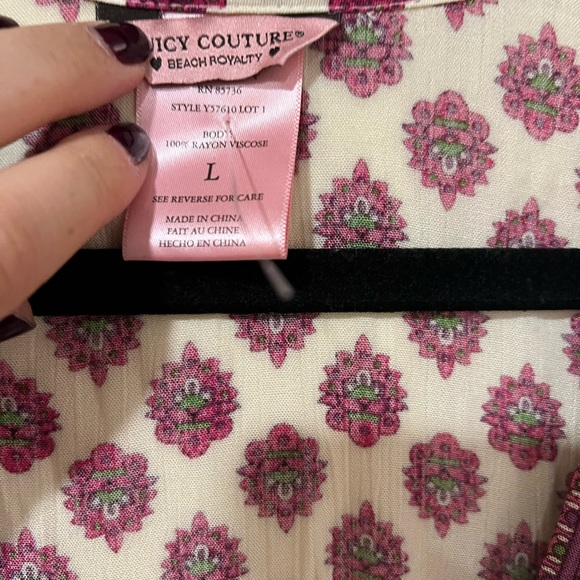 JUICY COUTURE®
♥ BEACH ROYALTY ♥
RN 85736
STYLE Y57610 LOT 1
BODY:
100% RAYON VISCOSE
L
SEE REVERSE FOR CARE
MADE IN CHINA
FAIT AU CHINE
HECHO EN CHINA